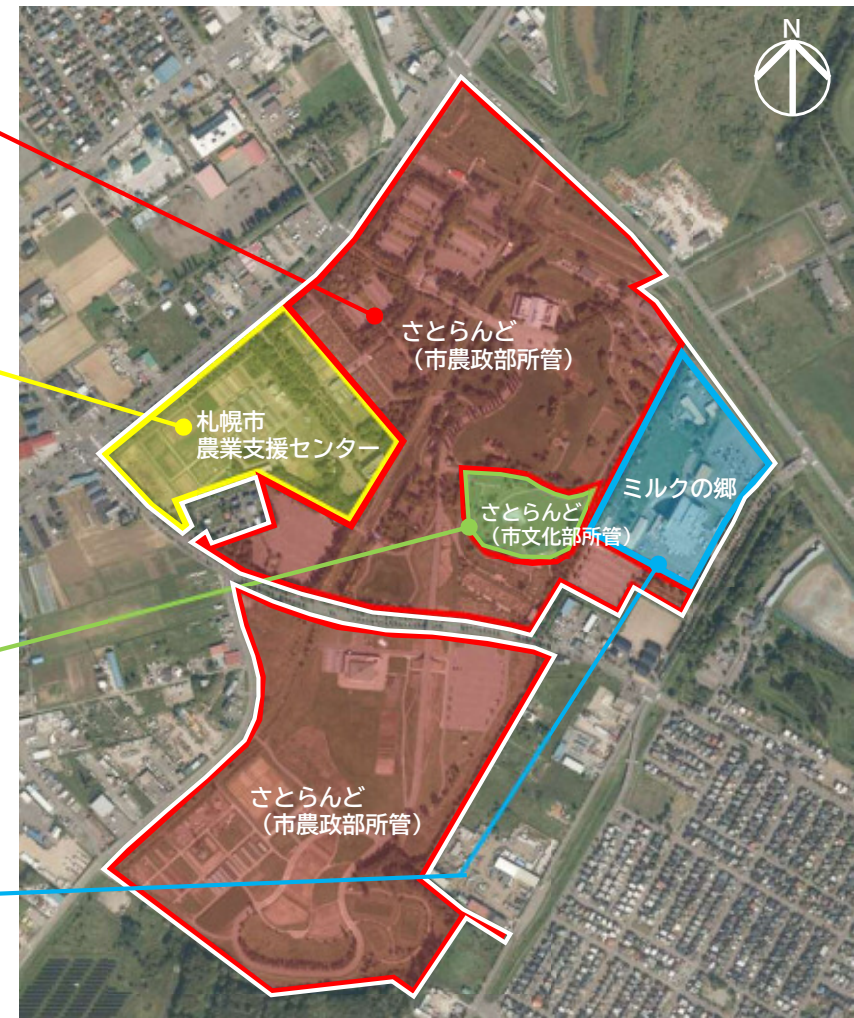 N
さとらんど
（市農政部所管）
札幌市
農業支援センター
ミルクの郷
さとらんど
（市文化部所管）
さとらんど
（市農政部所管）